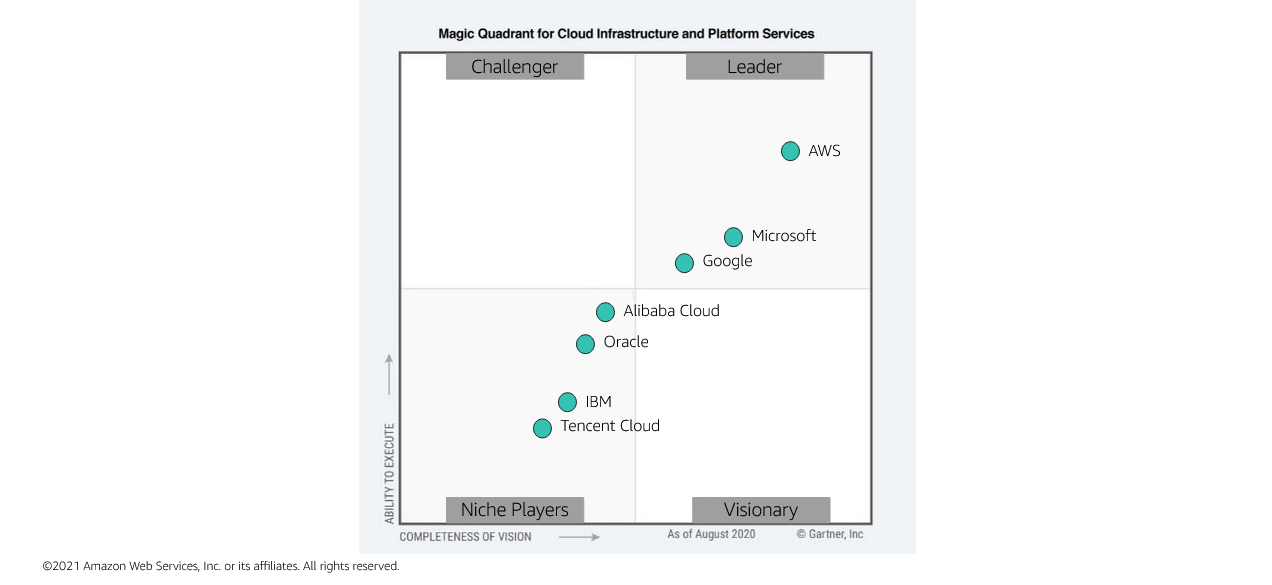 Magic Quadrant for Cloud Infrastructure and Platform Services
Challenger
Leader
AWS
Microsoft
Google
Alibaba Cloud
Oracle
IBM
Tencent Cloud
ABILITY TO EXECUTE
Niche Players
Visionary
COMPLETENESS OF VISION
As of August 2020
© Gartner, Inc
©2021 Amazon Web Services, Inc. or its affiliates. All rights reserved.